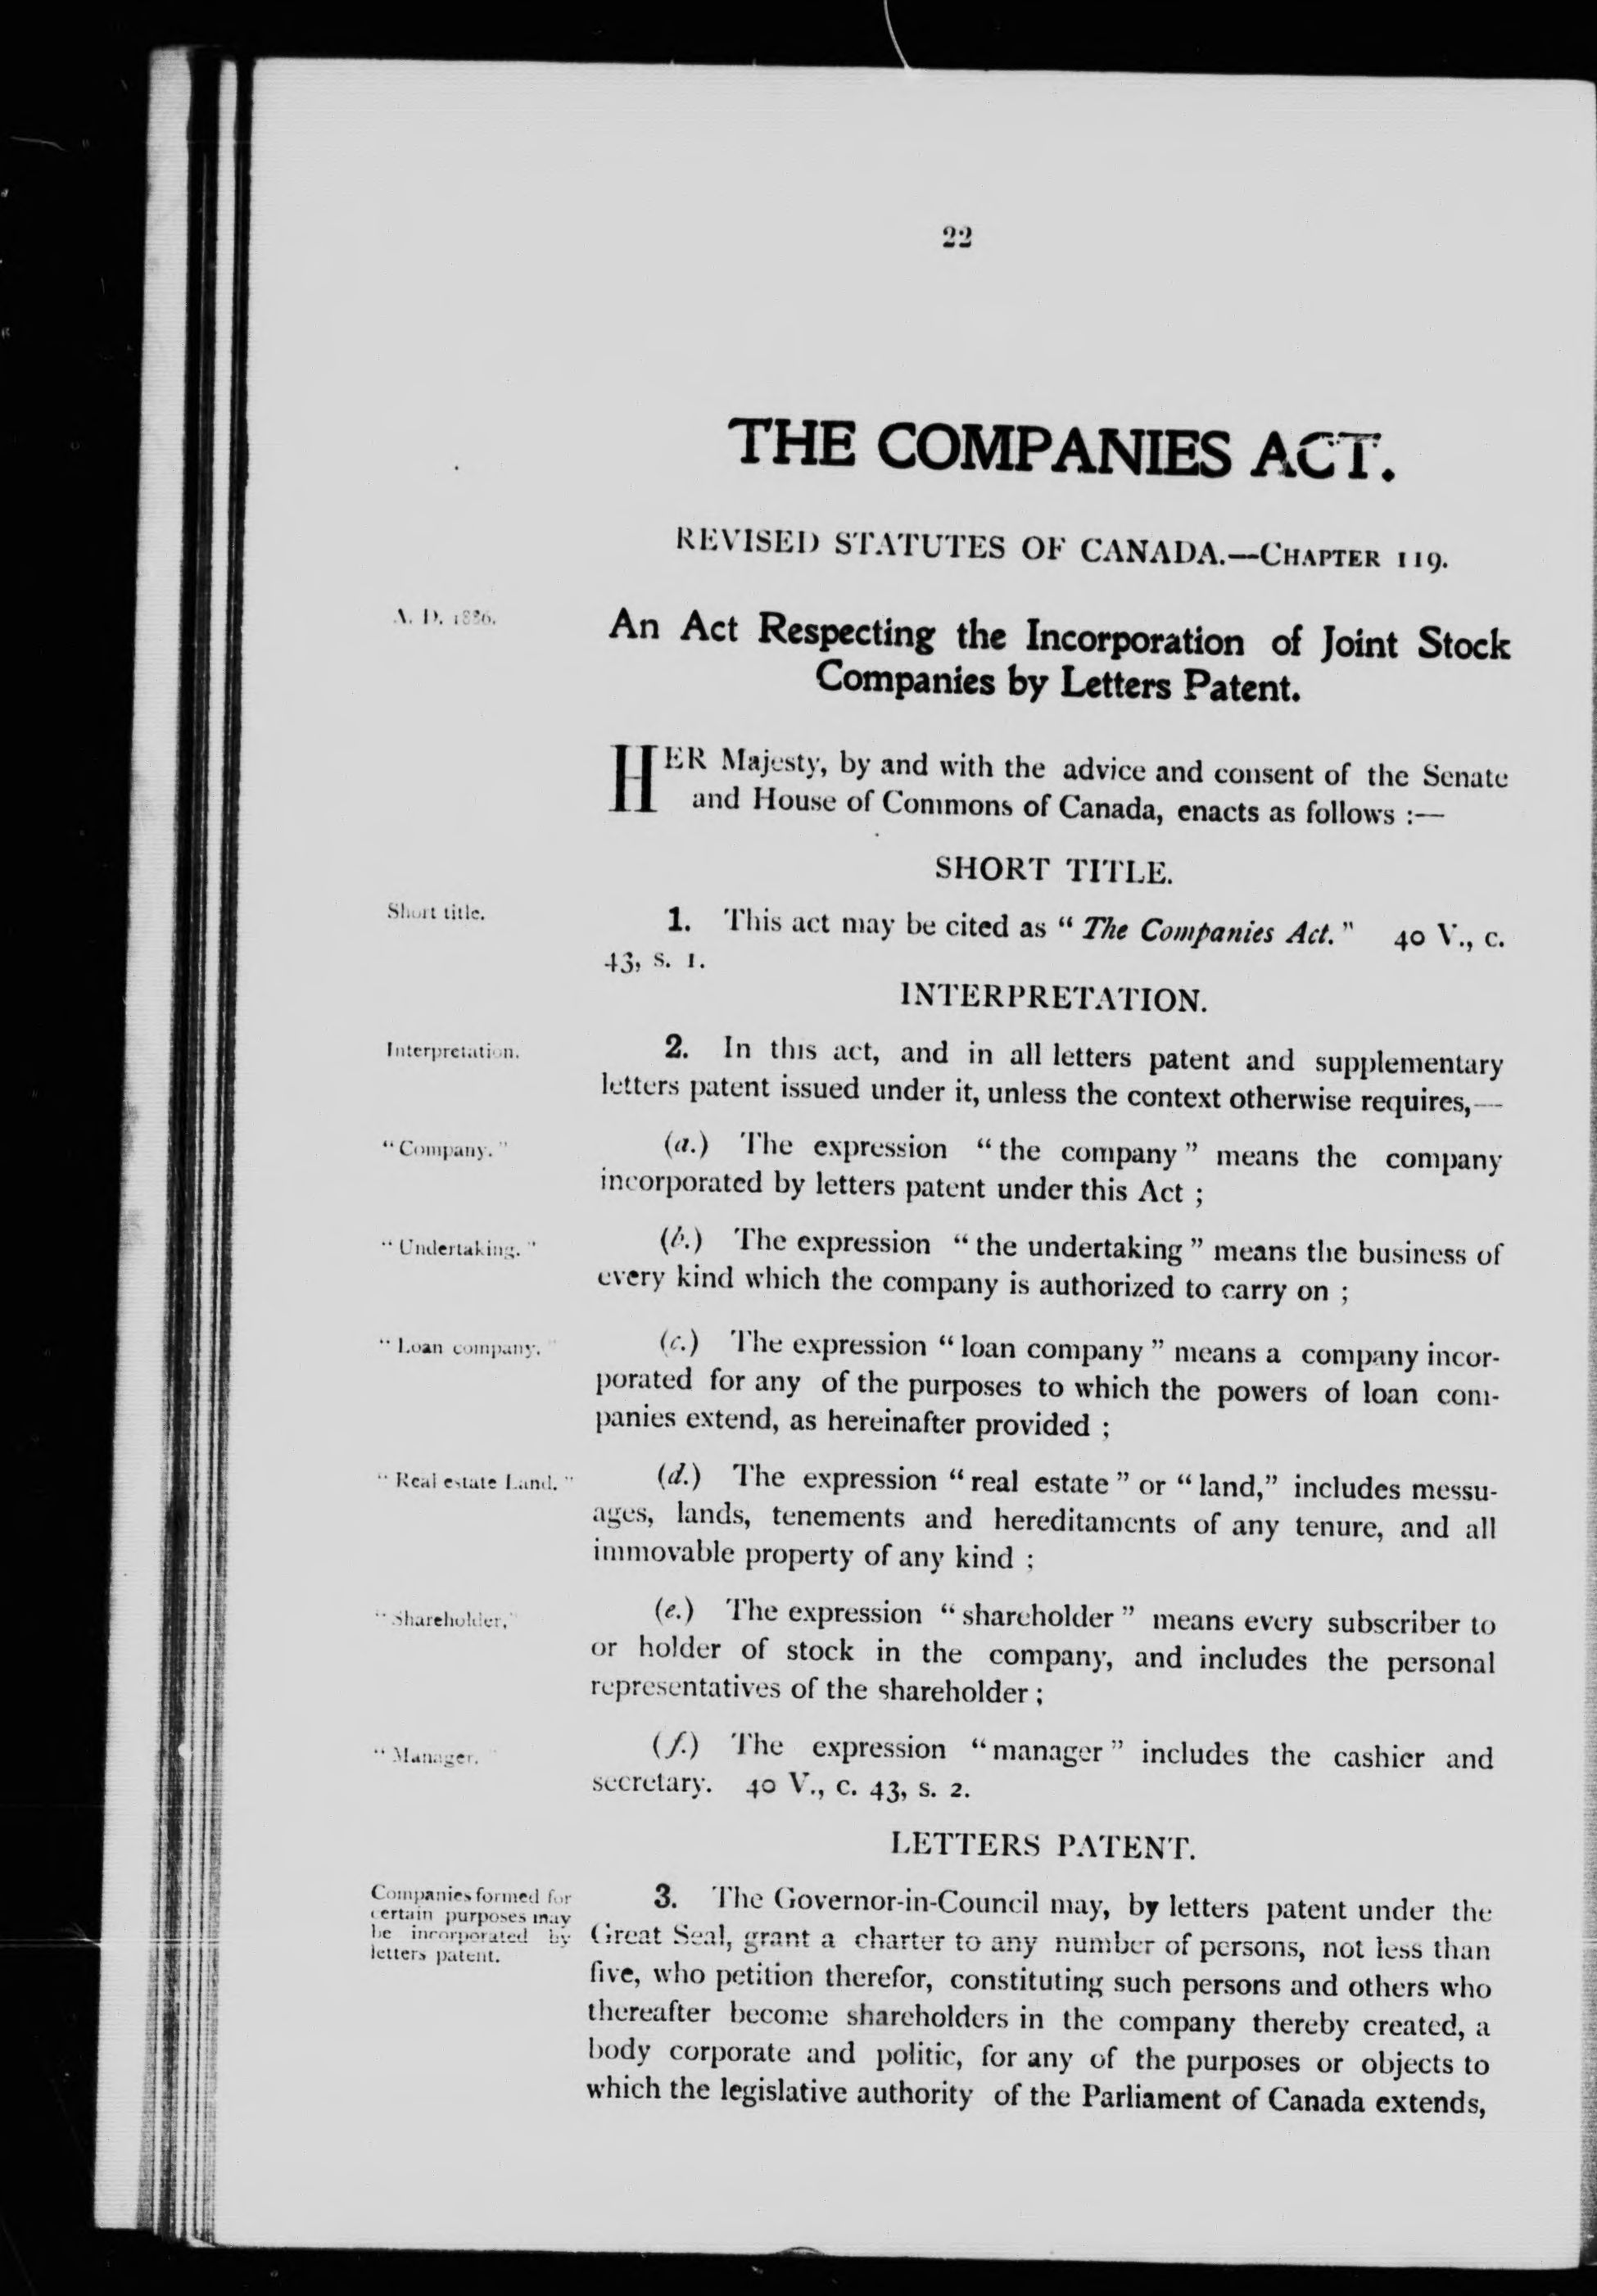 22
THE COMPANIES ACT.
REVISED STATUTES OF CANADA.—CHAPTER 119.
A. D. 1886.
An Act Respecting the Incorporation of Joint Stock
Companies by Letters Patent.
HER Majesty, by and with the advice and consent of the Senate
and House of Commons of Canada, enacts as follows :—
SHORT TITLE.
Short title.
1. This act may be cited as " The Companies Act." 40 V., c.
43, s. 1.
INTERPRETATION.
Interpretation.
2. In this act, and in all letters patent and supplementary
letters patent issued under it, unless the context otherwise requires,—
" Company. "
(a.) The expression " the company " means the company
incorporated by letters patent under this Act ;
" Undertaking. "
(b.) The expression " the undertaking " means the business of
every kind which the company is authorized to carry on ;
" Loan company. "
(c.) The expression " loan company " means a company incor-
porated for any of the purposes to which the powers of loan com-
panies extend, as hereinafter provided ;
" Real estate Land. "
(d.) The expression " real estate " or " land," includes messu-
ages, lands, tenements and hereditaments of any tenure, and all
immovable property of any kind ;
" Shareholder."
(e.) The expression " shareholder " means every subscriber to
or holder of stock in the company, and includes the personal
representatives of the shareholder ;
" Manager. "
(f.) The expression " manager " includes the cashier and
secretary. 40 V., c. 43, s. 2.
LETTERS PATENT.
Companies formed for
certain purposes may
be incorporated by
letters patent.
3. The Governor-in-Council may, by letters patent under the
Great Seal, grant a charter to any number of persons, not less than
five, who petition therefor, constituting such persons and others who
thereafter become shareholders in the company thereby created, a
body corporate and politic, for any of the purposes or objects to
which the legislative authority of the Parliament of Canada extends,